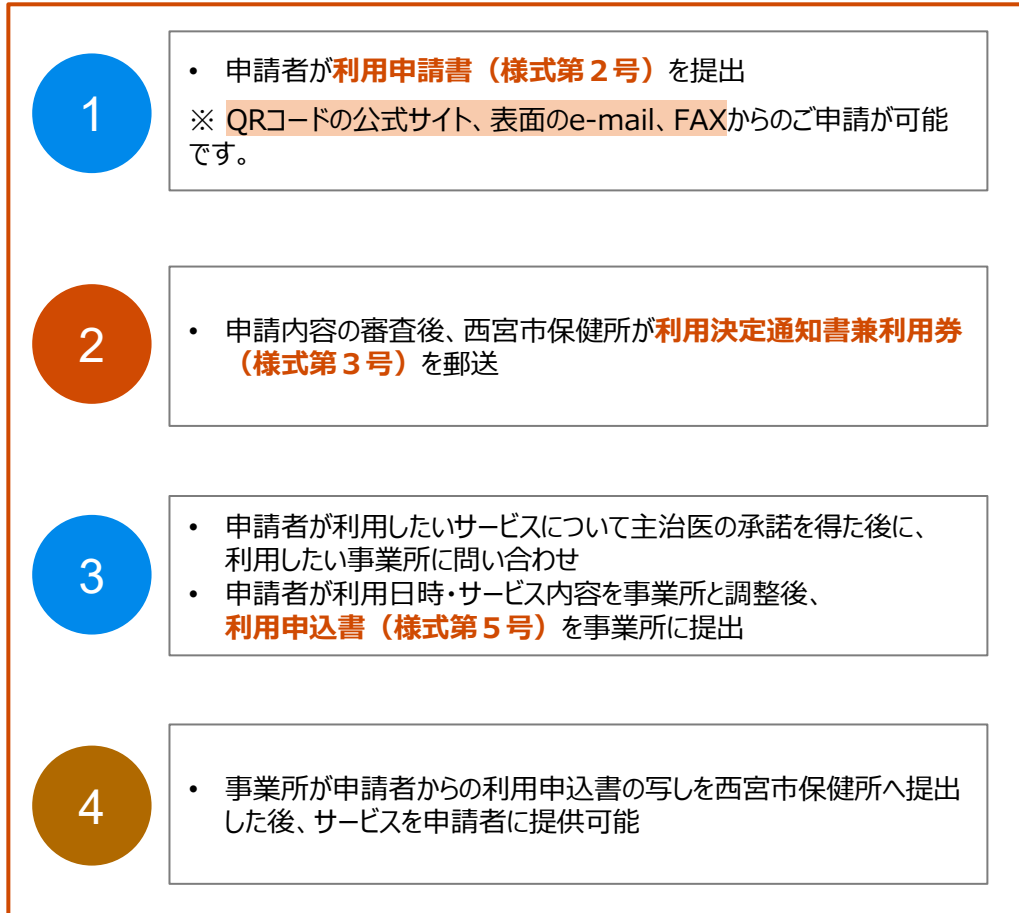 1
• 申請者が利用申請書（様式第２号）を提出
※ QRコードの公式サイト、表面のe-mail、FAXからのご申請が可能
です。
2
• 申請内容の審査後、西宮市保健所が利用決定通知書兼利用券
（様式第３号）を郵送
3
• 申請者が利用したいサービスについて主治医の承諾を得た後に、
利用したい事業所に問い合わせ
• 申請者が利用日時・サービス内容を事業所と調整後、
利用申込書（様式第５号）を事業所に提出
4
• 事業所が申請者からの利用申込書の写しを西宮市保健所へ提出
した後、サービスを申請者に提供可能